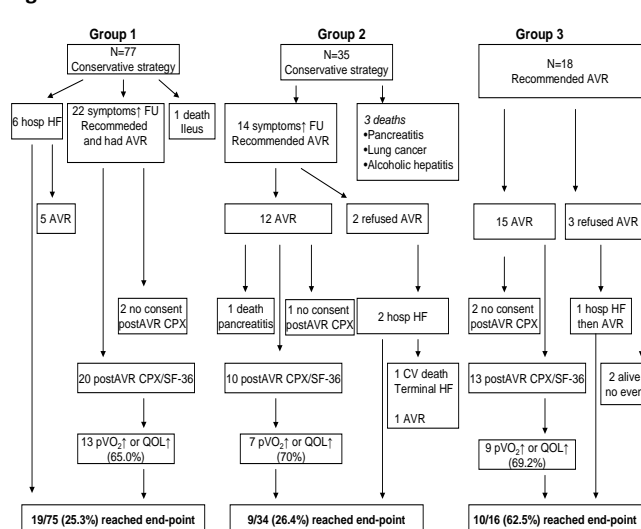 Group 1
N=77
Conservative strategy
6 hosp HF
22 symptoms↑ FU
Recommeded
and had AVR
1 death
Ileus
5 AVR
2 no consent
postAVR CPX
20 postAVR CPX/SF-36
13 pVO₂↑ or QOL↑
(65.0%)
19/75 (25.3%) reached end-point
Group 2
N=35
Conservative strategy
14 symptoms↑ FU
Recommended AVR
3 deaths
•Pancreatitis
•Lung cancer
•Alcoholic hepatitis
12 AVR
2 refused AVR
1 death
pancreatitis
1 no consent
postAVR CPX
2 hosp HF
10 postAVR CPX/SF-36
1 CV death
Terminal HF
1 AVR
7 pVO₂↑ or QOL↑
(70%)
9/34 (26.4%) reached end-point
Group 3
N=18
Recommended AVR
15 AVR
3 refused AVR
2 no consent
postAVR CPX
1 hosp HF
then AVR
13 postAVR CPX/SF-36
2 alive
no even
9 pVO₂↑ or QOL↑
(69.2%)
10/16 (62.5%) reached end-point